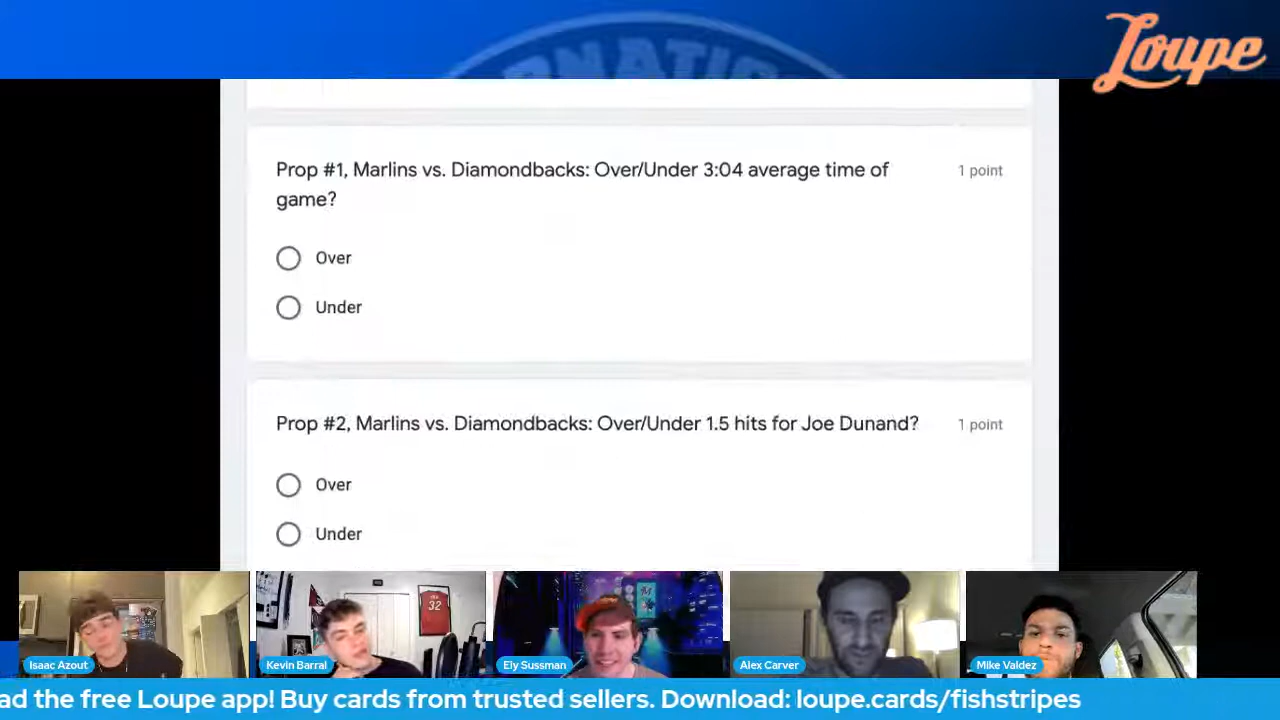 RNATIO
Loupe
Prop #1, Marlins vs. Diamondbacks: Over/Under 3:04 average time of
game?
1 point
Over
Under
Prop #2, Marlins vs. Diamondbacks: Over/Under 1.5 hits for Joe Dunand?
1 point
Over
Under
32
Isaac Azout
Kevin Barral
Ely Sussman
Alex Carver
Mike Valdez
ad the free Loupe app! Buy cards from trusted sellers. Download: loupe.cards/fishstripes